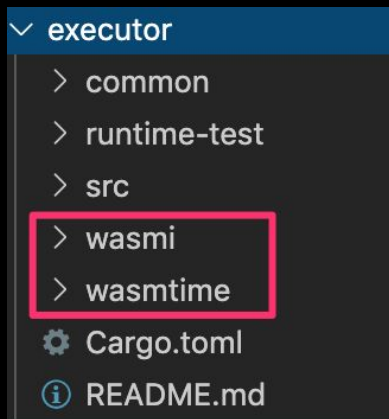 executor
common
runtime-test
src
wasmi
wasmtime
Cargo.toml
README.md